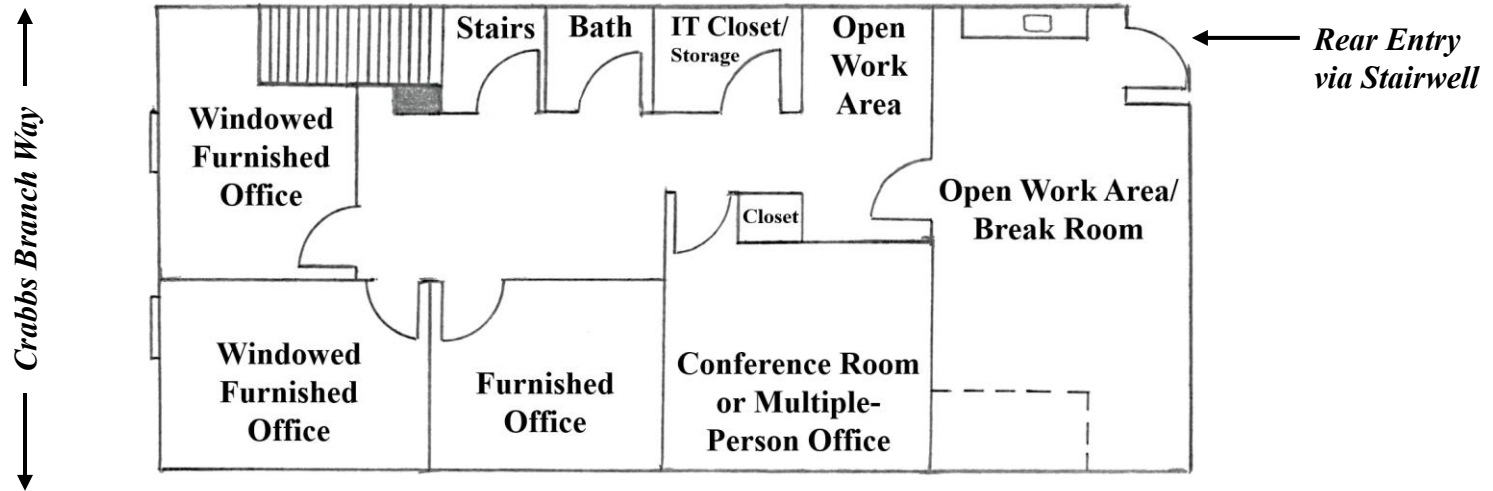 Crabbs Branch Way
Stairs
Bath
IT Closet/
Storage
Open
Work
Area
Rear Entry
via Stairwell
Windowed
Furnished
Office
Closet
Open Work Area/
Break Room
Windowed
Furnished
Office
Furnished
Office
Conference Room
or Multiple-
Person Office